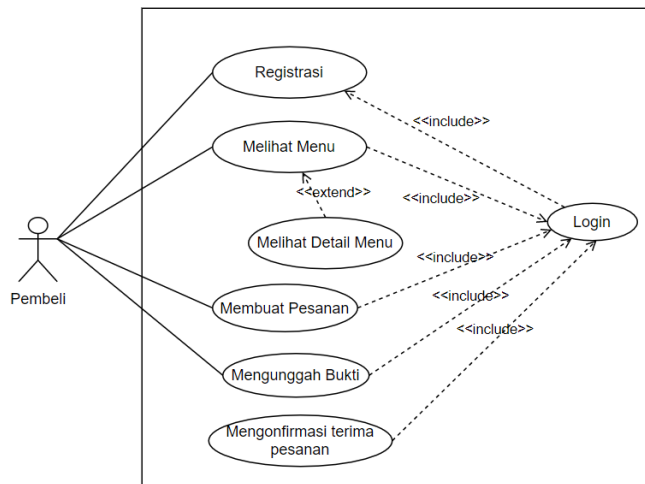 Registrasi
<<include>>
Melihat Menu
<<extend>>
<<include>>
Login
Melihat Detail Menu
<<include>>
Pembeli
Membuat Pesanan
<<include>>
<<include>>
Mengunggah Bukti
Mengonfirmasi terima
pesanan